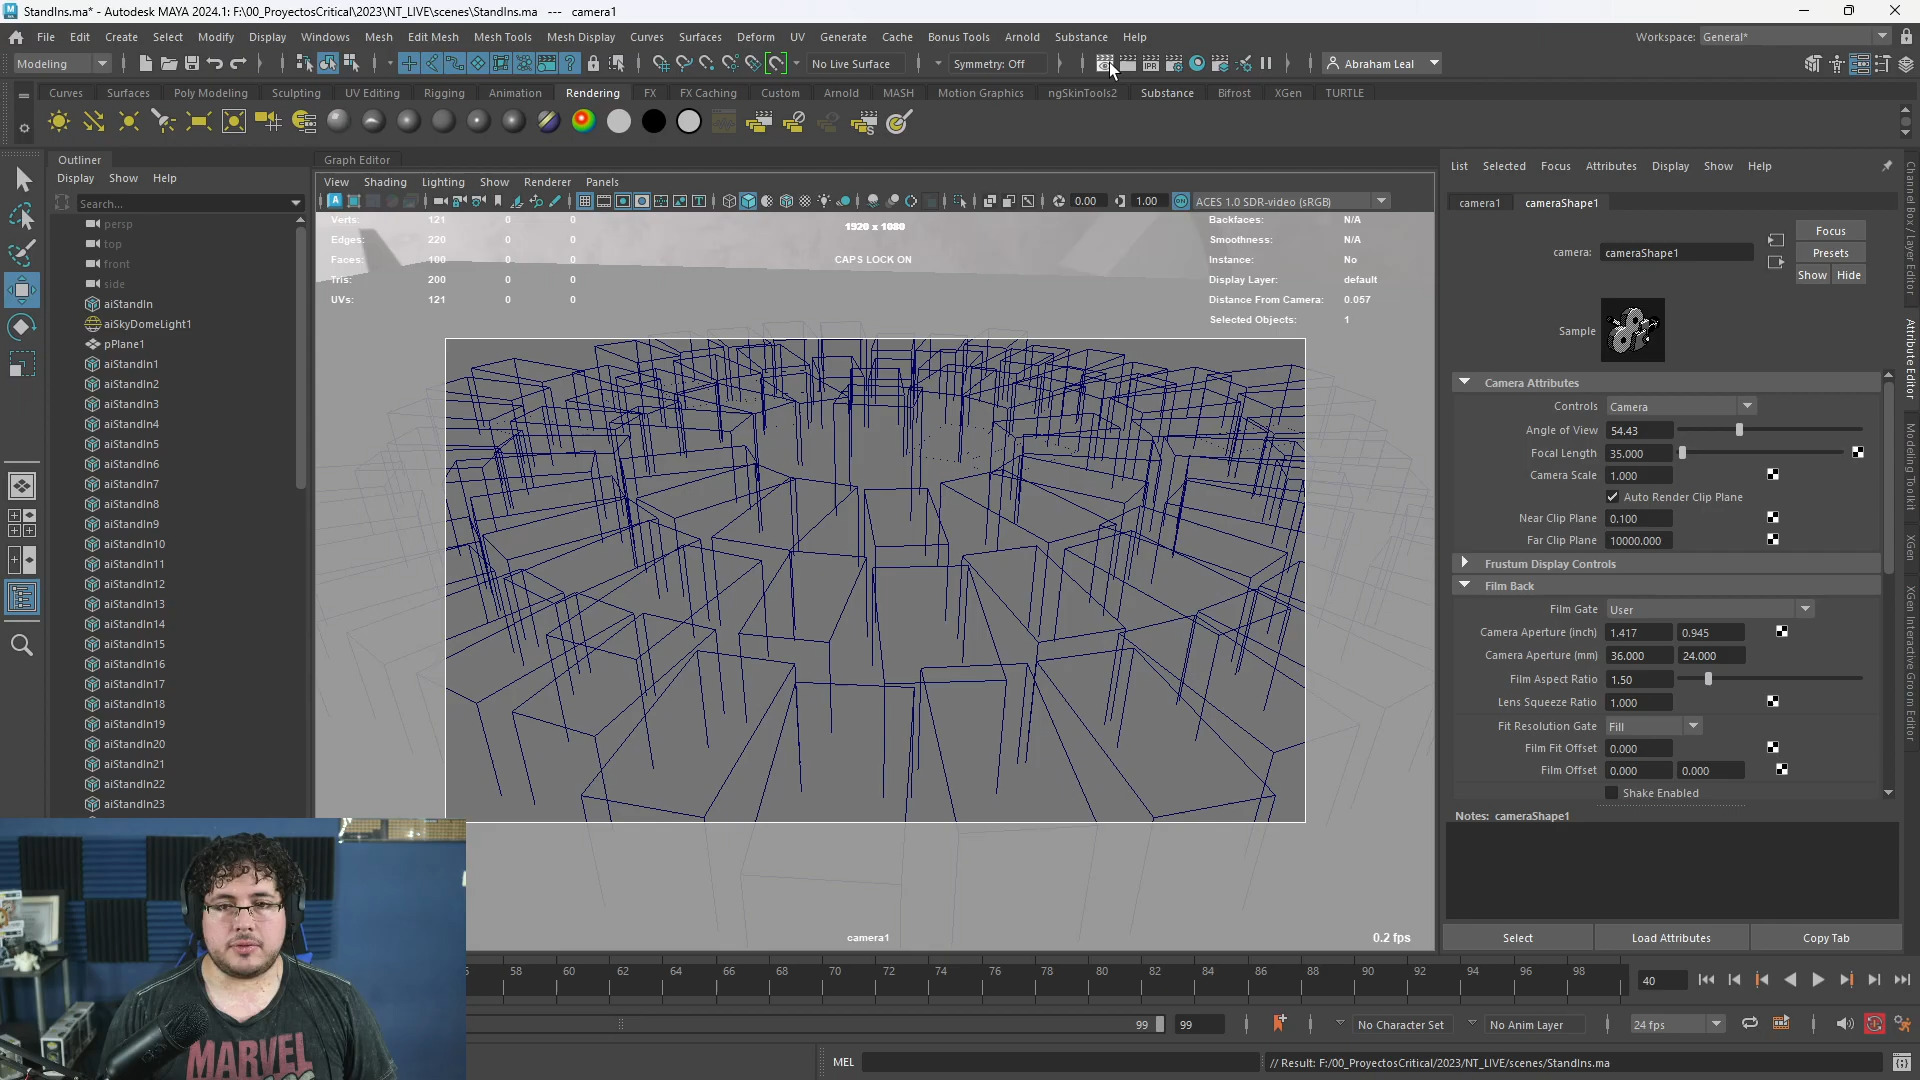 StandIns.ma* - Autodesk MAYA 2024.1: F:\00_ProyectosCritical\2023\NT_LIVE\scenes\StandIns.ma --- camera1
File Edit Create Select Modify Display Windows Mesh Edit Mesh Mesh Tools Mesh Display Curves Surfaces Deform UV Generate Cache Bonus Tools Arnold Substance Help
Workspace: General*
Modeling
No Live Surface
Symmetry: Off
Abraham Leal
Curves Surfaces Poly Modeling Sculpting UV Editing Rigging Animation Rendering FX FX Caching Custom Arnold MASH Motion Graphics ngSkinTools2 Substance Bifrost XGen TURTLE
Outliner
Display Show Help
Search...
persp
top
front
side
aiStandIn
aiSkyDomeLight1
pPlane1
aiStandIn1
aiStandIn2
aiStandIn3
aiStandIn4
aiStandIn5
aiStandIn6
aiStandIn7
aiStandIn8
aiStandIn9
aiStandIn10
aiStandIn11
aiStandIn12
aiStandIn13
aiStandIn14
aiStandIn15
aiStandIn16
aiStandIn17
aiStandIn18
aiStandIn19
aiStandIn20
aiStandIn21
aiStandIn22
aiStandIn23
Graph Editor
View Shading Lighting Show Renderer Panels
0.00 1.00 ACES 1.0 SDR-video (sRGB)
Verts: 121 0 0
Edges: 220 0 0
Faces: 100 0 0
Tris: 200 0 0
UVs: 121 0 0
1920 x 1080
CAPS LOCK ON
Backfaces: N/A
Smoothness: N/A
Instance: No
Display Layer: default
Distance From Camera: 0.057
Selected Objects: 1
camera1
0.2 fps
List Selected Focus Attributes Display Show Help
camera1 cameraShape1
camera: cameraShape1
Focus
Presets
Show Hide
Sample
Camera Attributes
Controls Camera
Angle of View 54.43
Focal Length 35.000
Camera Scale 1.000
Auto Render Clip Plane
Near Clip Plane 0.100
Far Clip Plane 10000.000
Frustum Display Controls
Film Back
Film Gate User
Camera Aperture (inch) 1.417 0.945
Camera Aperture (mm) 36.000 24.000
Film Aspect Ratio 1.50
Lens Squeeze Ratio 1.000
Fit Resolution Gate Fill
Film Fit Offset 0.000
Film Offset 0.000 0.000
Shake Enabled
Notes: cameraShape1
Select Load Attributes Copy Tab
Channel Box / Layer Editor
Attribute Editor
Modeling Toolkit
XGen
XGen Interactive Groom Editor
58 60 62 64 66 68 70 72 74 76 78 80 82 84 86 88 90 92 94 96 98
40
99 99
No Character Set
No Anim Layer
24 fps
MEL
// Result: F:/00_ProyectosCritical/2023/NT_LIVE/scenes/StandIns.ma
MARVEL